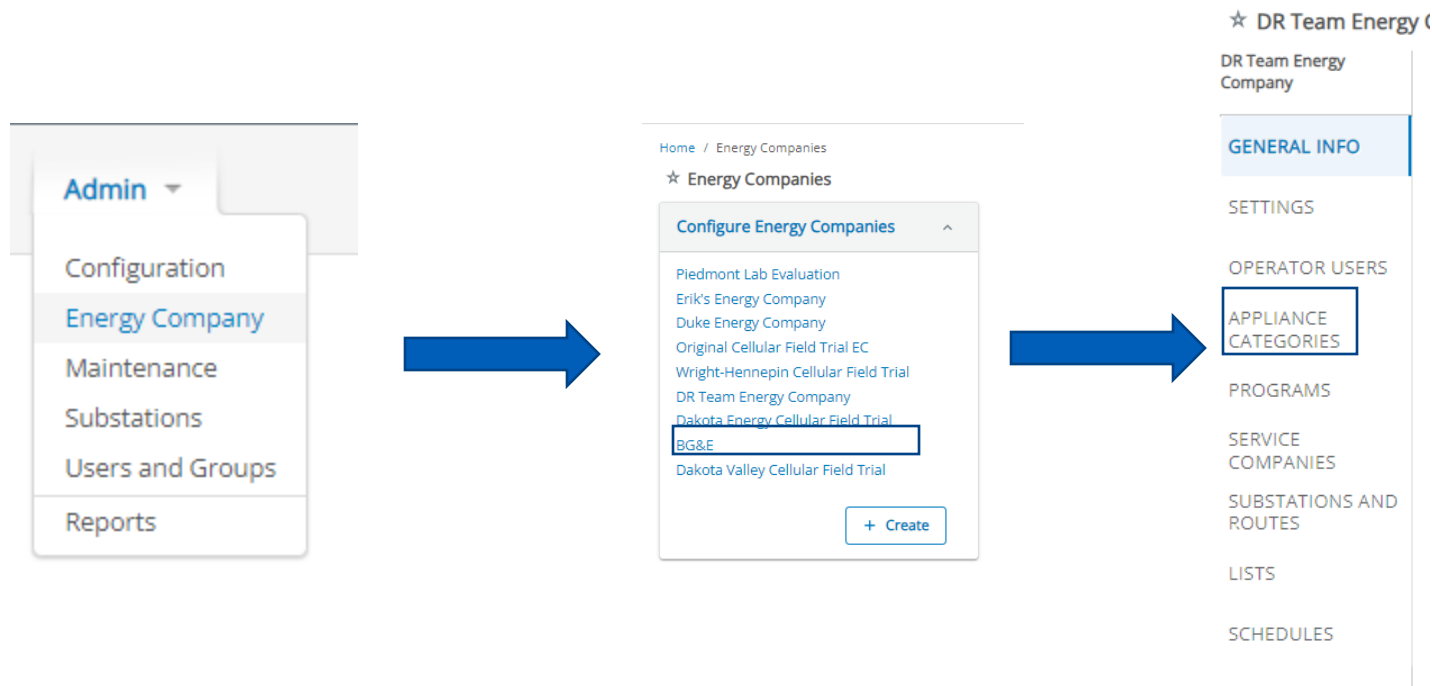 Admin
Configuration
Energy Company
Maintenance
Substations
Users and Groups
Reports
Home / Energy Companies
Energy Companies
Configure Energy Companies
Piedmont Lab Evaluation
Erik's Energy Company
Duke Energy Company
Original Cellular Field Trial EC
Wright-Hennepin Cellular Field Trial
DR Team Energy Company
Dakota Energy Cellular Field Trial
BG&E
Dakota Valley Cellular Field Trial
+ Create
DR Team Energy
DR Team Energy
Company
GENERAL INFO
SETTINGS
OPERATOR USERS
APPLIANCE
CATEGORIES
PROGRAMS
SERVICE
COMPANIES
SUBSTATIONS AND
ROUTES
LISTS
SCHEDULES